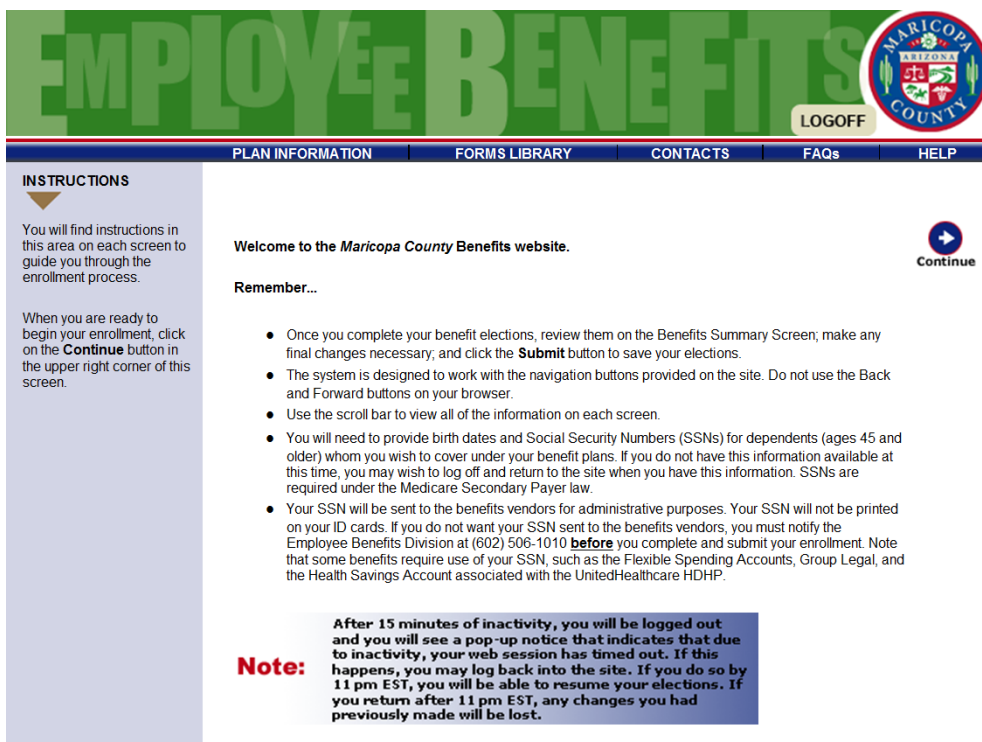 EMPLOYEE BENEFITS
MARICOPA
ARIZONA
COUNTY
LOGOFF
PLAN INFORMATION
FORMS LIBRARY
CONTACTS
FAQs
HELP
INSTRUCTIONS
You will find instructions in
this area on each screen to
guide you through the
enrollment process.
When you are ready to
begin your enrollment, click
on the Continue button in
the upper right corner of this
screen.
Welcome to the Maricopa County Benefits website.
Continue
Remember...
● Once you complete your benefit elections, review them on the Benefits Summary Screen; make any
final changes necessary; and click the Submit button to save your elections.
● The system is designed to work with the navigation buttons provided on the site. Do not use the Back
and Forward buttons on your browser.
● Use the scroll bar to view all of the information on each screen.
● You will need to provide birth dates and Social Security Numbers (SSNs) for dependents (ages 45 and
older) whom you wish to cover under your benefit plans. If you do not have this information available at
this time, you may wish to log off and return to the site when you have this information. SSNs are
required under the Medicare Secondary Payer law.
● Your SSN will be sent to the benefits vendors for administrative purposes. Your SSN will not be printed
on your ID cards. If you do not want your SSN sent to the benefits vendors, you must notify the
Employee Benefits Division at (602) 506-1010 before you complete and submit your enrollment. Note
that some benefits require use of your SSN, such as the Flexible Spending Accounts, Group Legal, and
the Health Savings Account associated with the UnitedHealthcare HDHP.
Note:
After 15 minutes of inactivity, you will be logged out
and you will see a pop-up notice that indicates that due
to inactivity, your web session has timed out. If this
happens, you may log back into the site. If you do so by
11 pm EST, you will be able to resume your elections. If
you return after 11 pm EST, any changes you had
previously made will be lost.